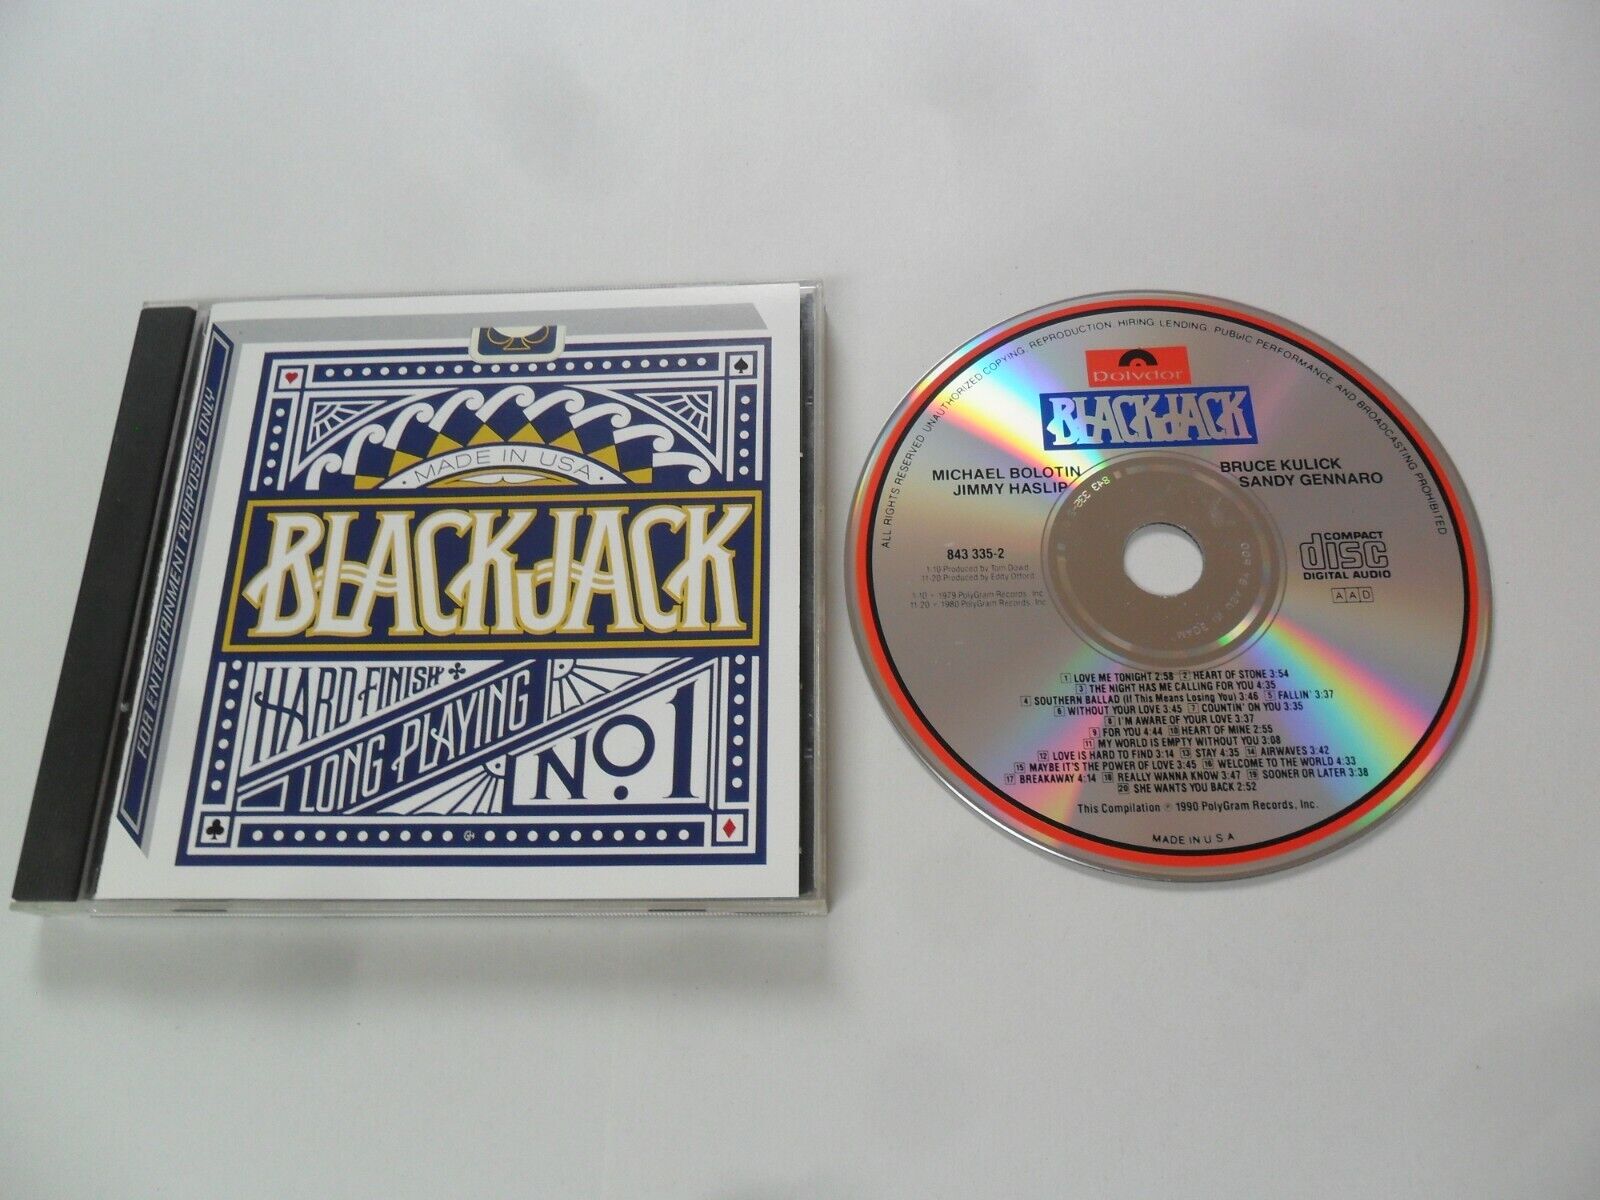 FOR ENTERTAINMENT PURPOSES ONLY
MADE IN USA
BLACKJACK
HARD FINISH
LONG PLAYING
No. 1
ALL RIGHTS RESERVED UNAUTHORIZED COPYING, REPRODUCTION, HIRING, LENDING, PUBLIC PERFORMANCE AND BROADCASTING PROHIBITED
polydor
BLACKJACK
MICHAEL BOLOTIN
JIMMY HASLIP
BRUCE KULICK
SANDY GENNARO
843 335-2
1-10 Produced by Tom Dowd
11-20 Produced by Eddy Offord
1-10 ℗ 1979 PolyGram Records, Inc.
11-20 ℗ 1980 PolyGram Records, Inc.
COMPACT
disc
DIGITAL AUDIO
AAD
1 LOVE ME TONIGHT 2:58 2 HEART OF STONE 3:54
3 THE NIGHT HAS ME CALLING FOR YOU 4:35
4 SOUTHERN BALLAD (If This Means Losing You) 3:46 5 FALLIN' 3:37
6 WITHOUT YOUR LOVE 3:45 7 COUNTIN' ON YOU 3:35
8 I'M AWARE OF YOUR LOVE 3:37
9 FOR YOU 4:44 10 HEART OF MINE 2:55
11 MY WORLD IS EMPTY WITHOUT YOU 3:08
12 LOVE IS HARD TO FIND 3:14 13 STAY 4:35 14 AIRWAVES 3:42
15 MAYBE IT'S THE POWER OF LOVE 3:45 16 WELCOME TO THE WORLD 4:33
17 BREAKAWAY 4:14 18 REALLY WANNA KNOW 3:47 19 SOONER OR LATER 3:38
20 SHE WANTS YOU BACK 2:52
This Compilation ℗ 1990 PolyGram Records, Inc.
MADE IN U S A